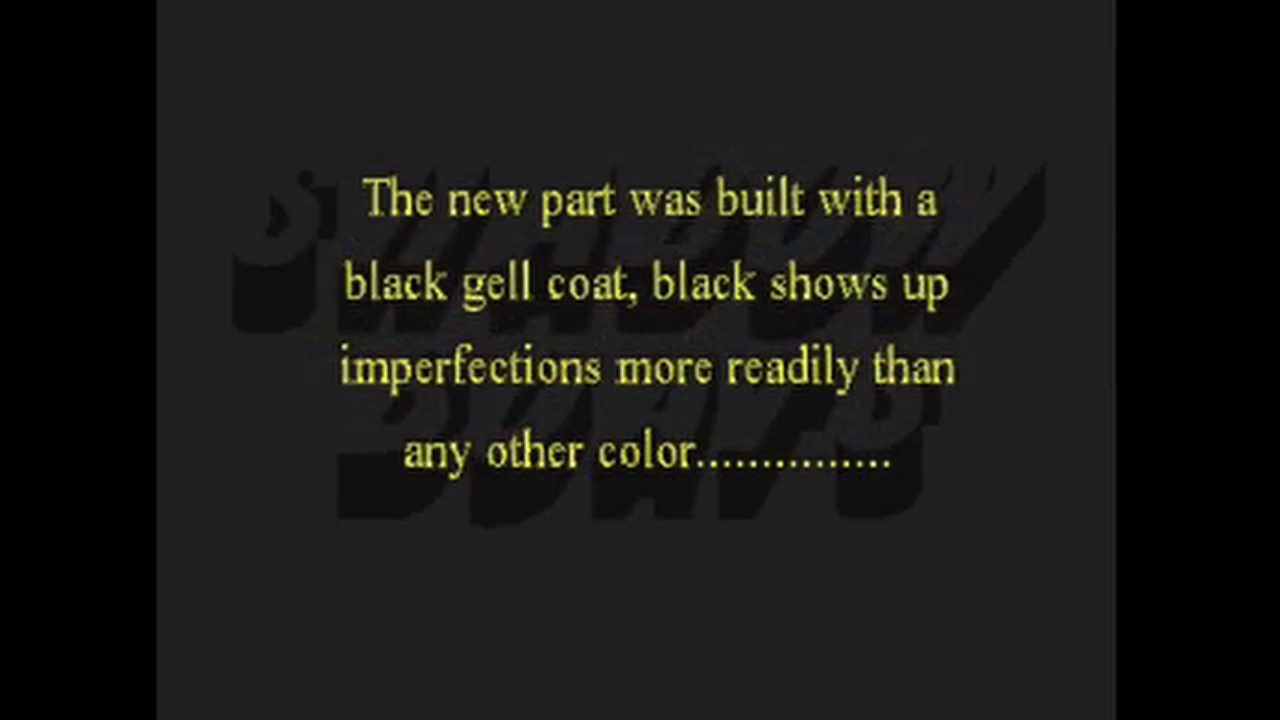 The new part was built with a
black gell coat, black shows up
imperfections more readily than
any other color...............